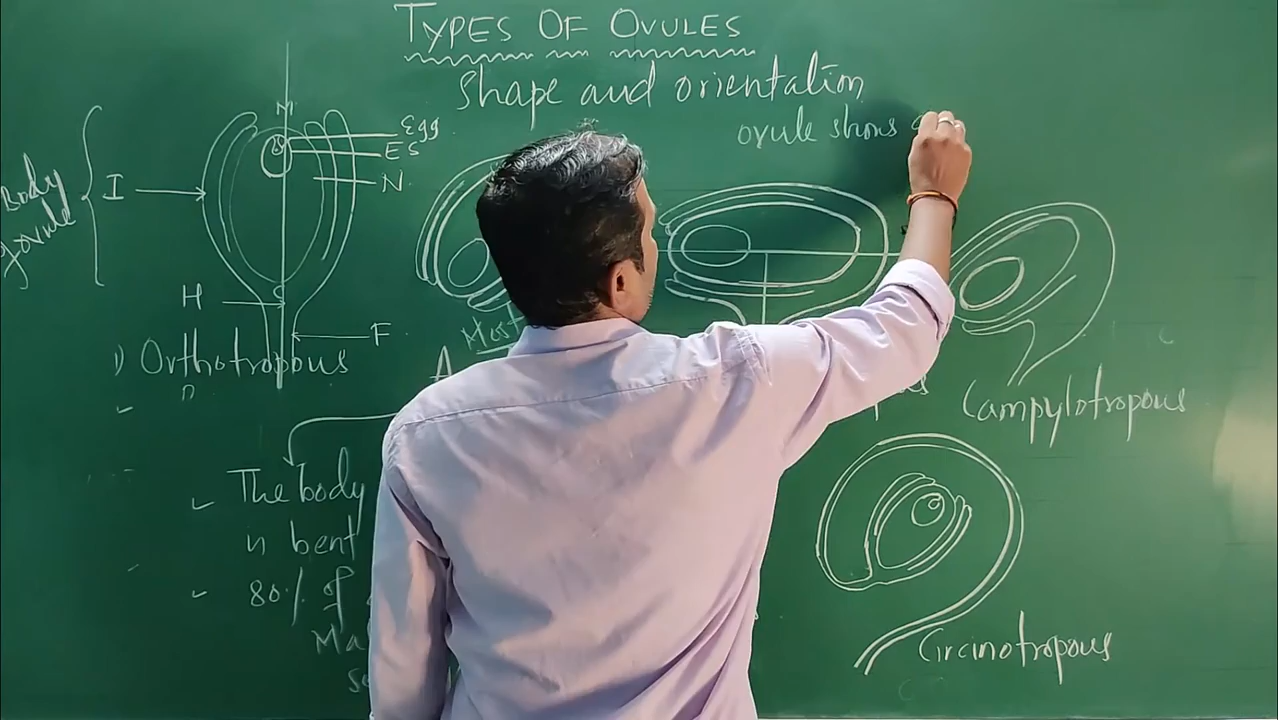 TYPES OF OVULES
Shape and orientation
ovule shows
M
Egg
ES
N
Body
I
of ovule
H
F
1) Orthotropous
Most
A
Campylotropous
The body
is bent
80% of
Ma
Circinotropous